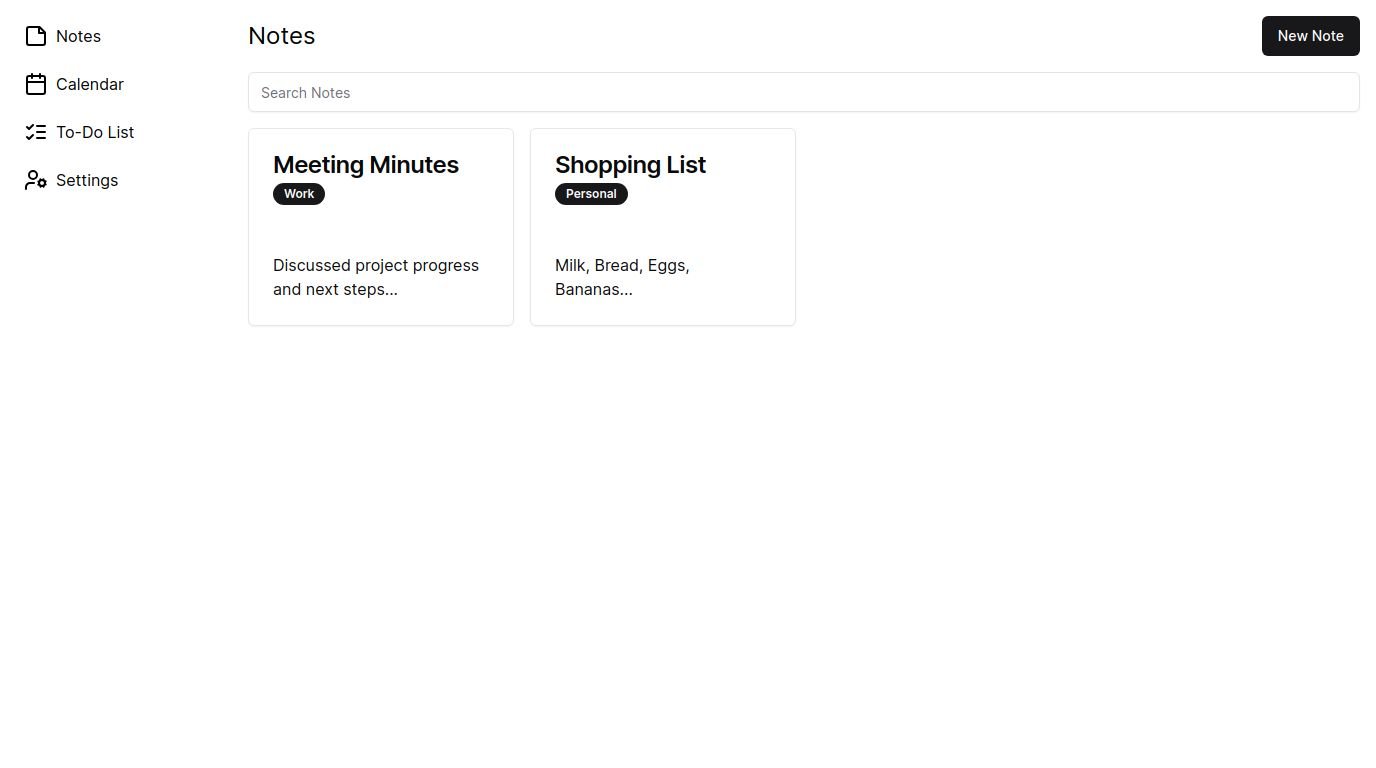 Notes
Calendar
To-Do List
Settings
Notes
New Note
Search Notes
Meeting Minutes
Work
Discussed project progress
and next steps...
Shopping List
Personal
Milk, Bread, Eggs,
Bananas...